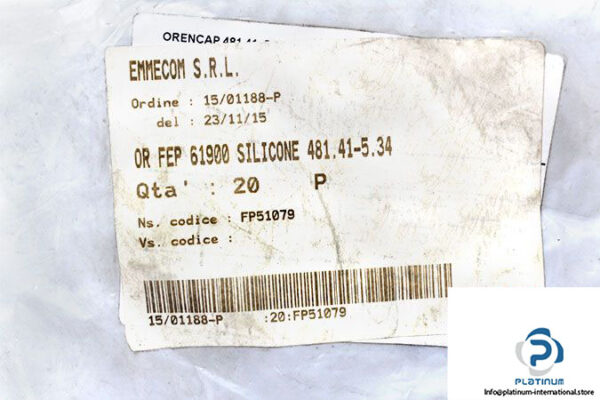 ORENCAP 481.41-
EMMECOM S.R.L.
Ordine : 15/01188-P
del : 23/11/15
OR FEP 61900 SILICONE 481.41-5.34
Qta' : 20 P
Ns. codice : FP51079
Vs. codice :
15/01188-P :20:FP51079
PLATINUM
Info@platinum-international.store